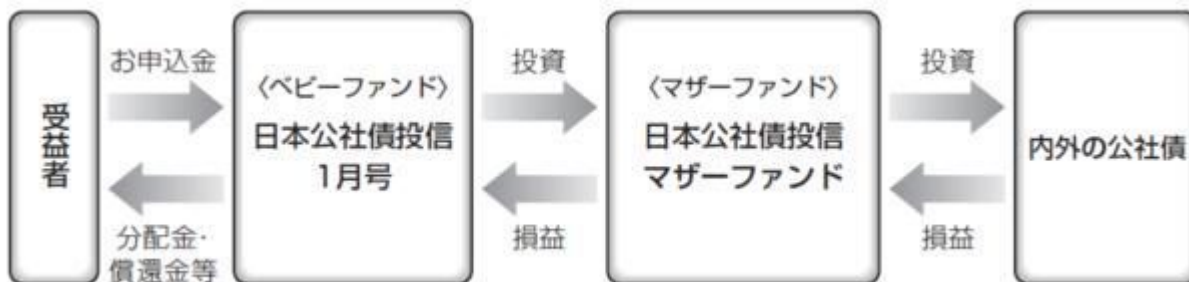 受益者
お申込金
分配金・
償還金等
〈ベビーファンド〉
日本公社債投信
1月号
投資
損益
〈マザーファンド〉
日本公社債投信
マザーファンド
投資
損益
内外の公社債